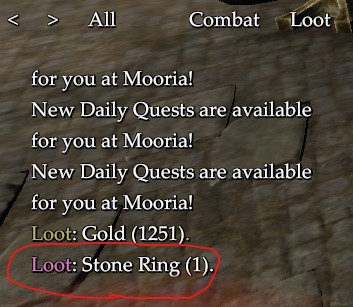 < > All Combat Loot
for you at Mooria!
New Daily Quests are available
for you at Mooria!
New Daily Quests are available
for you at Mooria!
Loot: Gold (1251).
Loot: Stone Ring (1).